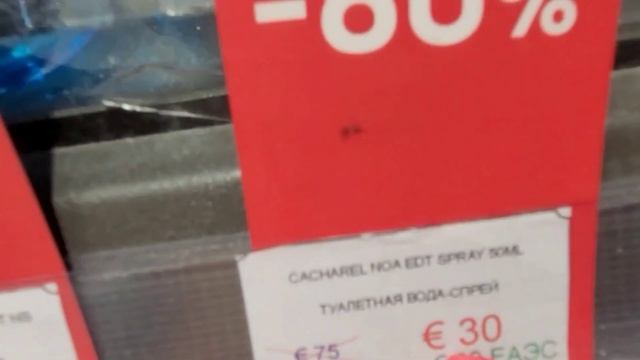 -60%
CACHAREL NOA EDT SPRAY 50ML
ТУАЛЕТНАЯ ВОДА-СПРЕЙ
€ 75 € 30
ЕАЭС